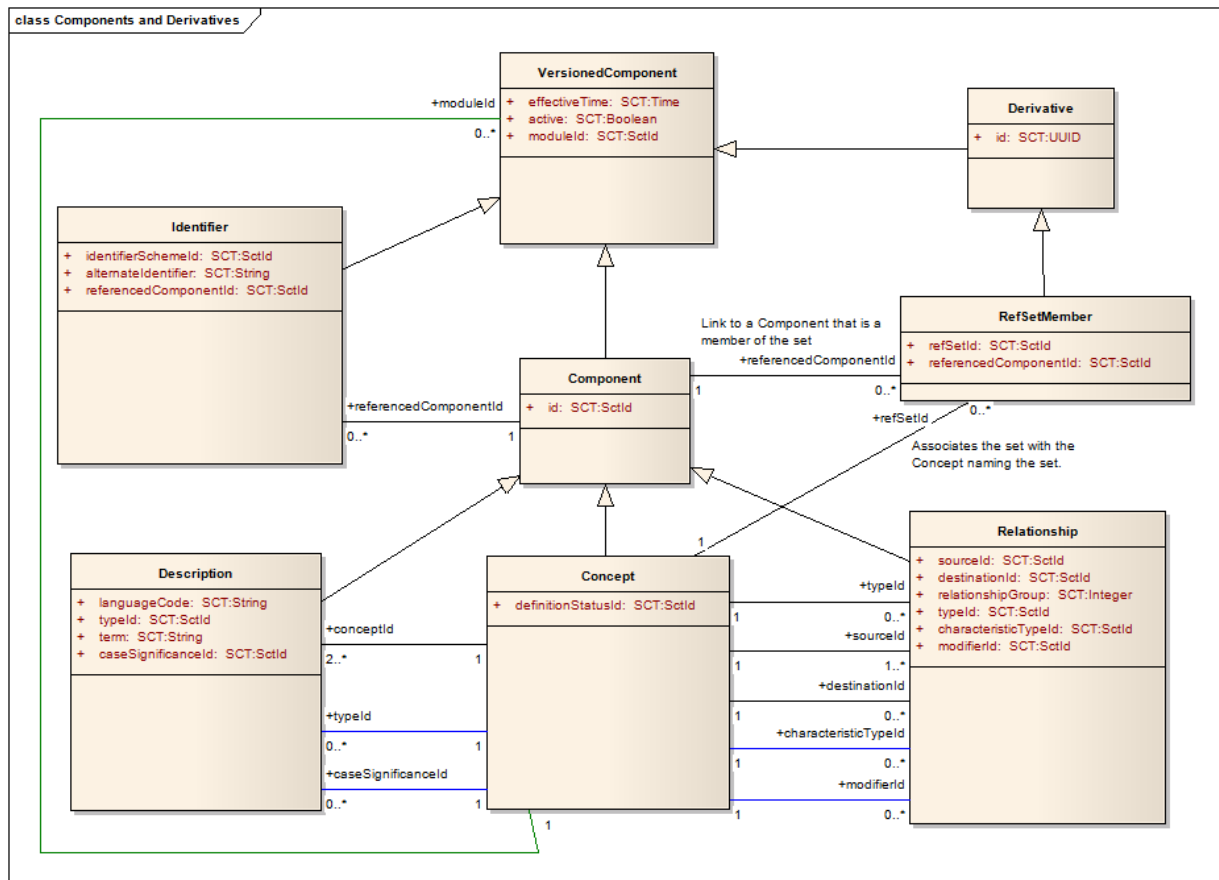 class Components and Derivatives
VersionedComponent
+ effectiveTime: SCT:Time
+ active: SCT:Boolean
+ moduleId: SCT:SctId
+moduleId
0..*
Derivative
+ id: SCT:UUID
Identifier
+ identifierSchemeId: SCT:SctId
+ alternateIdentifier: SCT:String
+ referencedComponentId: SCT:SctId
RefSetMember
+ refSetId: SCT:SctId
+ referencedComponentId: SCT:SctId
Link to a Component that is a
member of the set
+referencedComponentId
1
0..*
Component
+ id: SCT:SctId
+referencedComponentId
0..*
1
+refSetId
0..*
Associates the set with the
Concept naming the set.
1
Description
+ languageCode: SCT:String
+ typeId: SCT:SctId
+ term: SCT:String
+ caseSignificanceId: SCT:SctId
+conceptId
2..*
1
+typeId
0..*
1
+caseSignificanceId
0..*
1
Concept
+ definitionStatusId: SCT:SctId
1
Relationship
+ sourceId: SCT:SctId
+ destinationId: SCT:SctId
+ relationshipGroup: SCT:Integer
+ typeId: SCT:SctId
+ characteristicTypeId: SCT:SctId
+ modifierId: SCT:SctId
+typeId
1
0..*
+sourceId
1
1..*
+destinationId
1
0..*
+characteristicTypeId
1
0..*
+modifierId
1
0..*